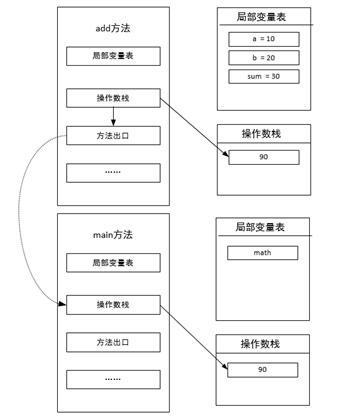 add方法
局部变量表
操作数栈
方法出口
……
局部变量表
a = 10
b = 20
sum = 30
操作数栈
90
main方法
局部变量表
操作数栈
方法出口
……
局部变量表
math
操作数栈
90